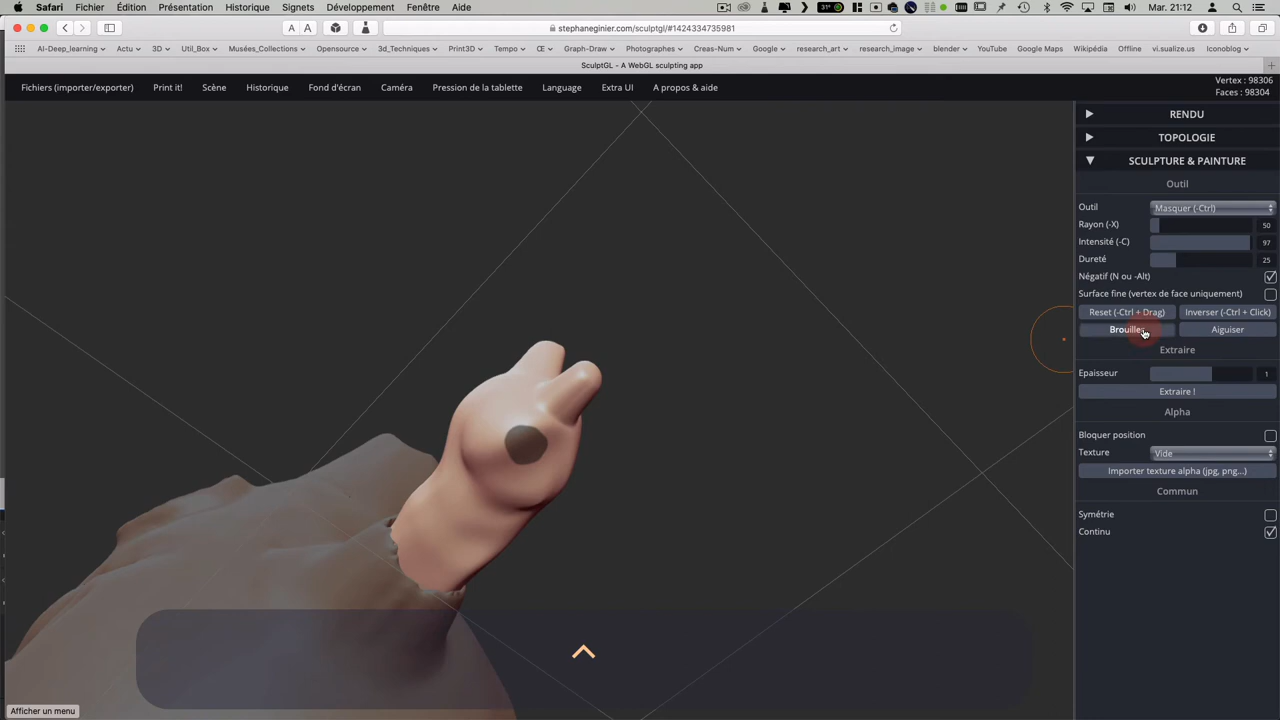 Safari Fichier Édition Présentation Historique Signets Développement Fenêtre Aide 31° Mar. 21:12
A A stephaneginier.com/sculptgl/#1424334735981
AI-Deep_learning Actu 3D Util_Box Musées_Collections Opensource 3d_Techniques Print3D Tempo Œ Graph-Draw Photographes Creas-Num Google research_art research_image blender YouTube Google Maps Wikipédia Offline vi.sualize.us Iconoblog
SculptGL - A WebGL sculpting app
Fichiers (importer/exporter) Print it! Scène Historique Fond d'écran Caméra Pression de la tablette Language Extra UI A propos & aide
Vertex : 98306
Faces : 98304
RENDU
TOPOLOGIE
SCULPTURE & PAINTURE
Outil
Outil Masquer (-Ctrl)
Rayon (-X) 50
Intensité (-C) 97
Dureté 25
Négatif (N ou -Alt)
Surface fine (vertex de face uniquement)
Reset (-Ctrl + Drag) Inverser (-Ctrl + Click)
Aiguiser
Extraire
Epaisseur 1
Extraire !
Alpha
Bloquer position
Texture Vide
Importer texture alpha (jpg, png...)
Commun
Symétrie
Continu
Afficher un menu